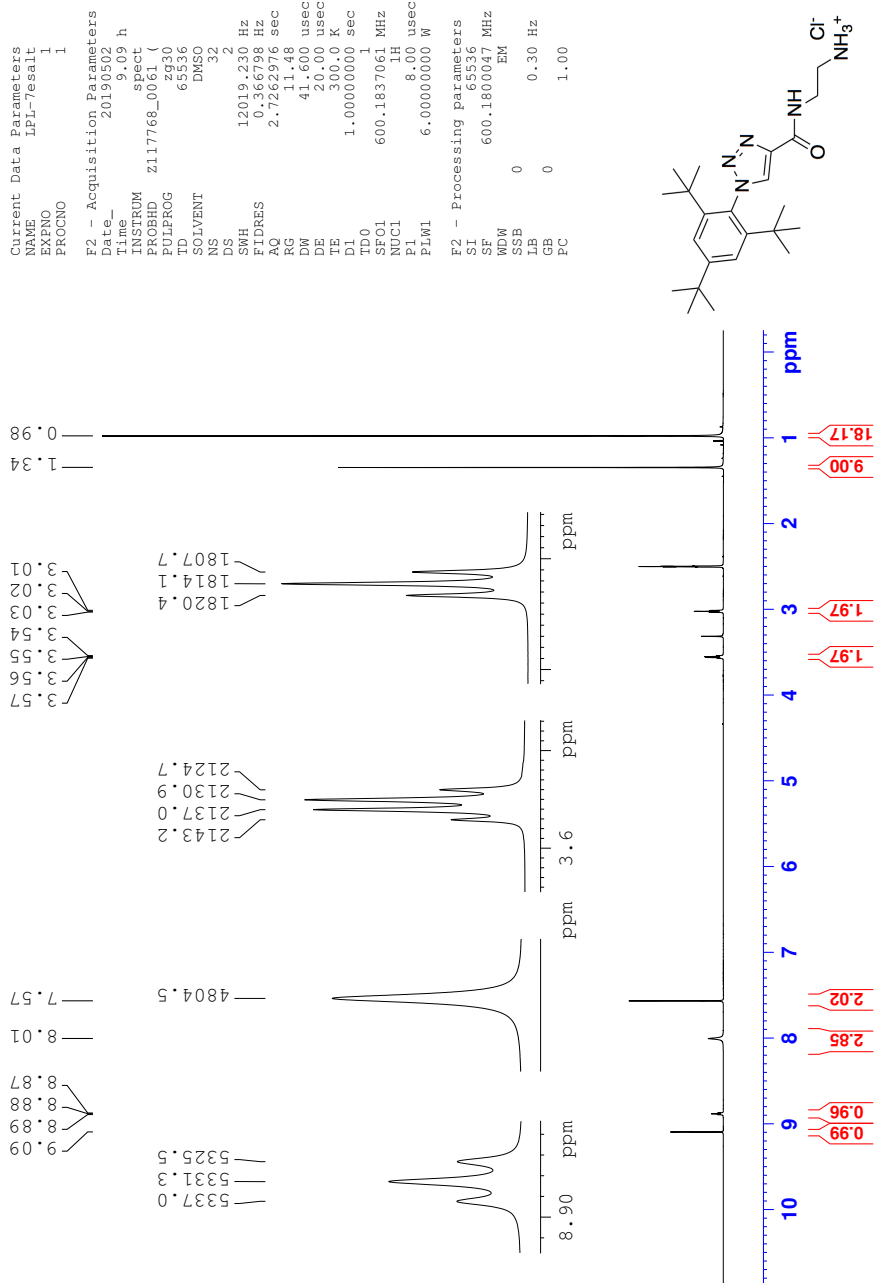 Current Data Parameters
NAME LPL-7esalt
EXPNO 1
PROCNO 1
F2 - Acquisition Parameters
Date_ 20190502
Time 9.09 h
INSTRUM spect
PROBHD Z117768_0061 (
PULPROG zg30
TD 65536
SOLVENT DMSO
NS 32
DS 2
SWH 12019.230 Hz
FIDRES 0.366798 Hz
AQ 2.7262976 sec
RG 11.48
DW 41.600 usec
DE 20.00 usec
TE 300.0 K
D1 1.00000000 sec
TD0 1
SFO1 600.1837061 MHz
NUC1 1H
P1 8.00 usec
PLW1 6.00000000 W
F2 - Processing parameters
SI 65536
SF 600.1800047 MHz
WDW EM
SSB 0
LB 0.30 Hz
GB 0
PC 1.00
9.09
8.89
8.88
8.87
8.01
7.57
3.57
3.56
3.55
3.54
3.03
3.02
3.01
1.34
0.98
5337.0
5331.3
5325.5
4804.5
2143.2
2137.0
2130.9
2124.7
1820.4
1814.1
1807.7
8.90 ppm
ppm
3.6 ppm
ppm
10 9 8 7 6 5 4 3 2 1 ppm
0.99
0.96
2.85
2.02
1.97
1.97
9.00
18.17
N
N
N
O
NH
NH3+
Cl-